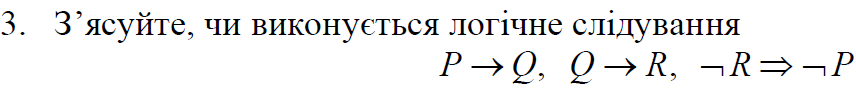 3. З’ясуйте, чи виконується логічне слідування
P → Q, Q → R, ¬R ⇒ ¬P